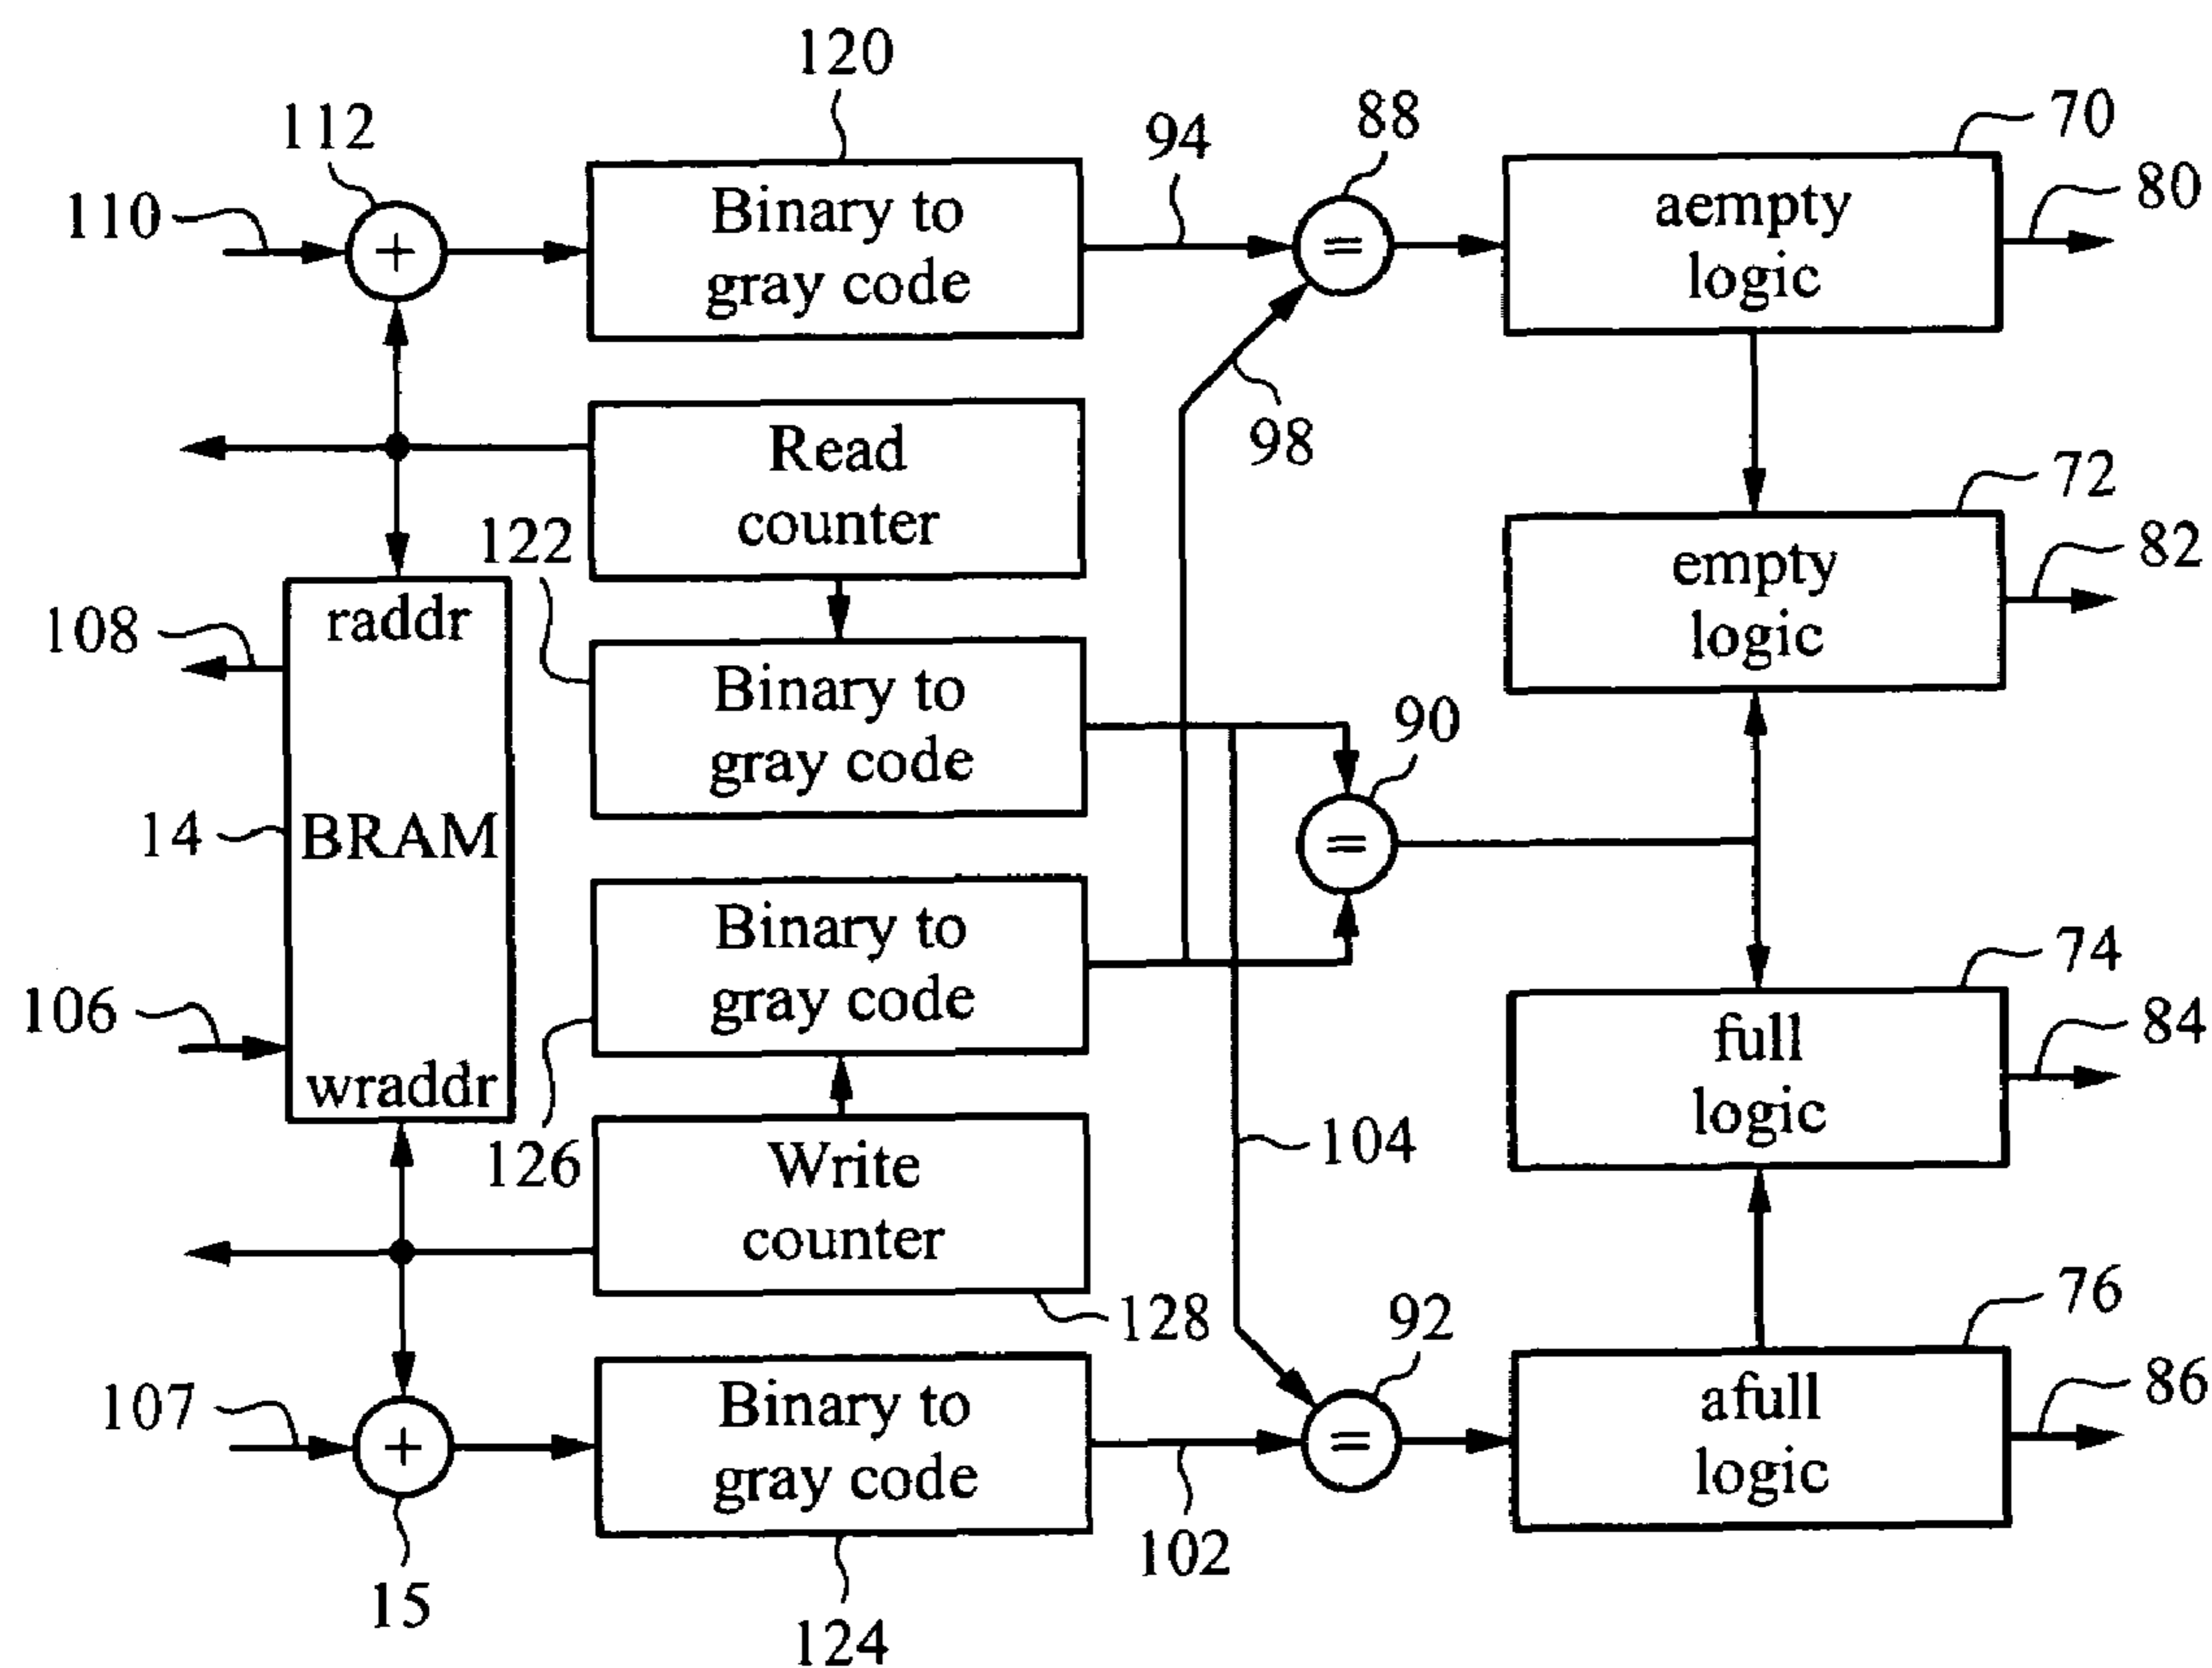 120
112
88
70
94
80
110
+
Binary to
gray code
=
aempty
logic
98
Read
counter
72
122
82
empty
logic
108
raddr
Binary to
gray code
90
14
BRAM
=
Binary to
gray code
74
106
full
logic
84
wraddr
126
104
Write
counter
76
128
92
107
86
+
Binary to
gray code
=
afull
logic
102
15
124